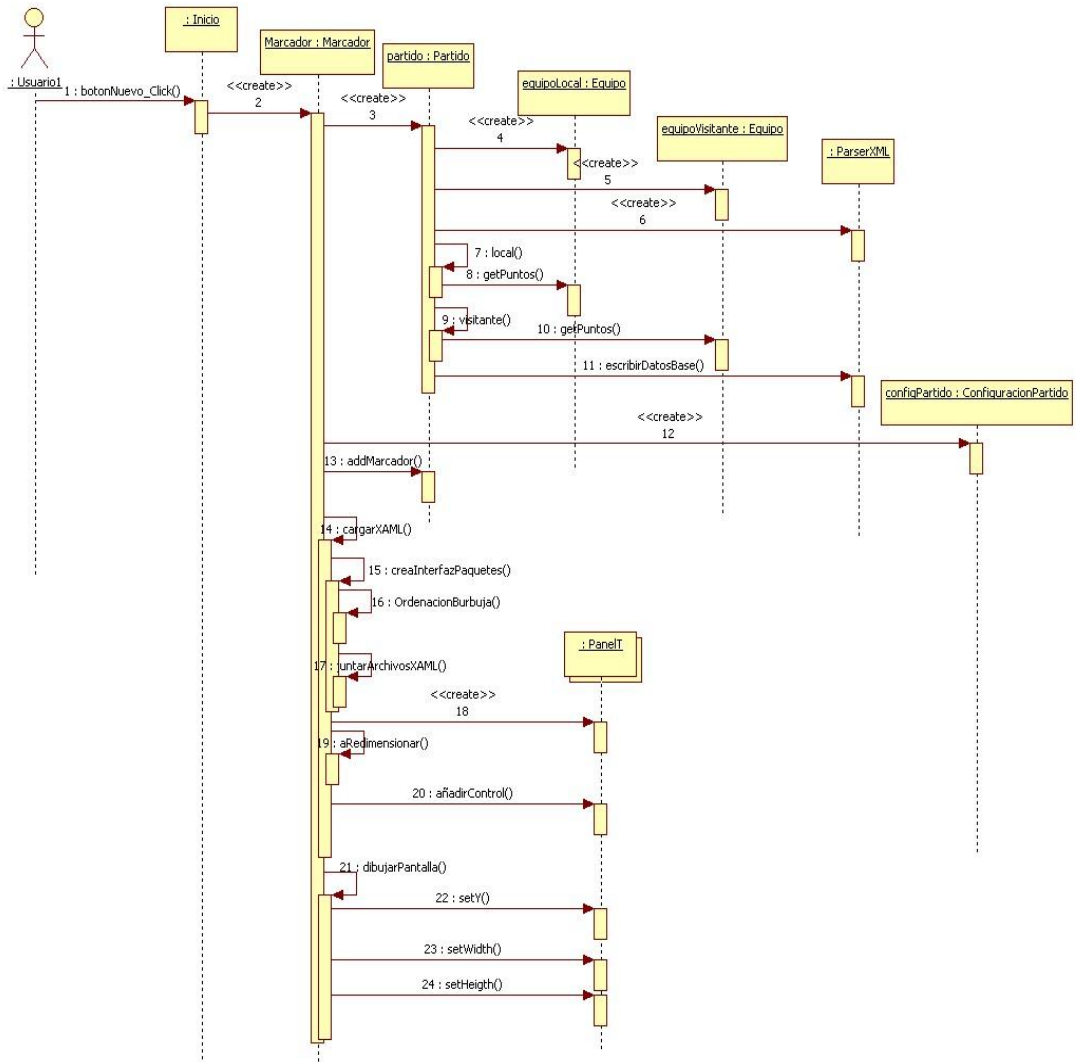 : Inicio
Marcador : Marcador
partido : Partido
equipoLocal : Equipo
equipoVisitante : Equipo
: ParserXML
: Usuario1
1 : botonNuevo_Click()
<<create>>
2
<<create>>
3
<<create>>
4
<<create>>
5
<<create>>
6
7 : local()
8 : getPuntos()
9 : visitante()
10 : getPuntos()
11 : escribirDatosBase()
configPartido : ConfiguracionPartido
<<create>>
12
13 : addMarcador()
14 : cargarXAML()
15 : creaInterfazPaquetes()
16 : OrdenacionBurbuja()
17 : juntarArchivosXAML()
: PanelT
<<create>>
18
19 : aRedimensionar()
20 : añadirControl()
21 : dibujarPantalla()
22 : setY()
23 : setWidth()
24 : setHeigth()